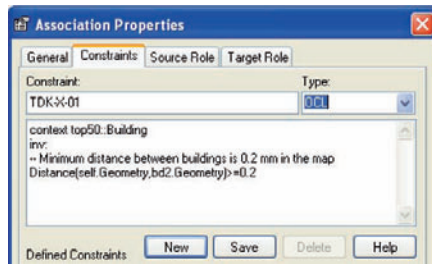 Association Properties
General Constraints Source Role Target Role
Constraint: Type:
TDK-X-01 OCL
context top50::Building
inv:
-- Minimum distance between buildings is 0.2 mm in the map
Distance(self.Geometry,bd2.Geometry)>=0.2
Defined Constraints New Save Delete Help